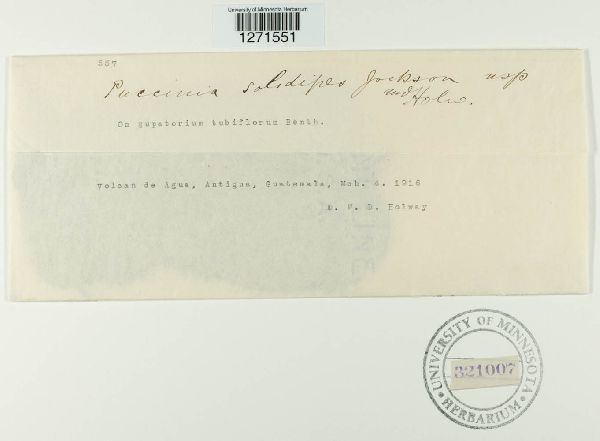 University of Minnesota Herbarium
1271551
557
Puccinia solidipes Jackson nsp
and Holw.
On Eupatorium tubiflorum Benth.
Volcan de Agua, Antigua, Guatemala, Mch. 4. 1916
E. W. D. Holway
UNIVERSITY OF MINNESOTA
321007
HERBARIUM